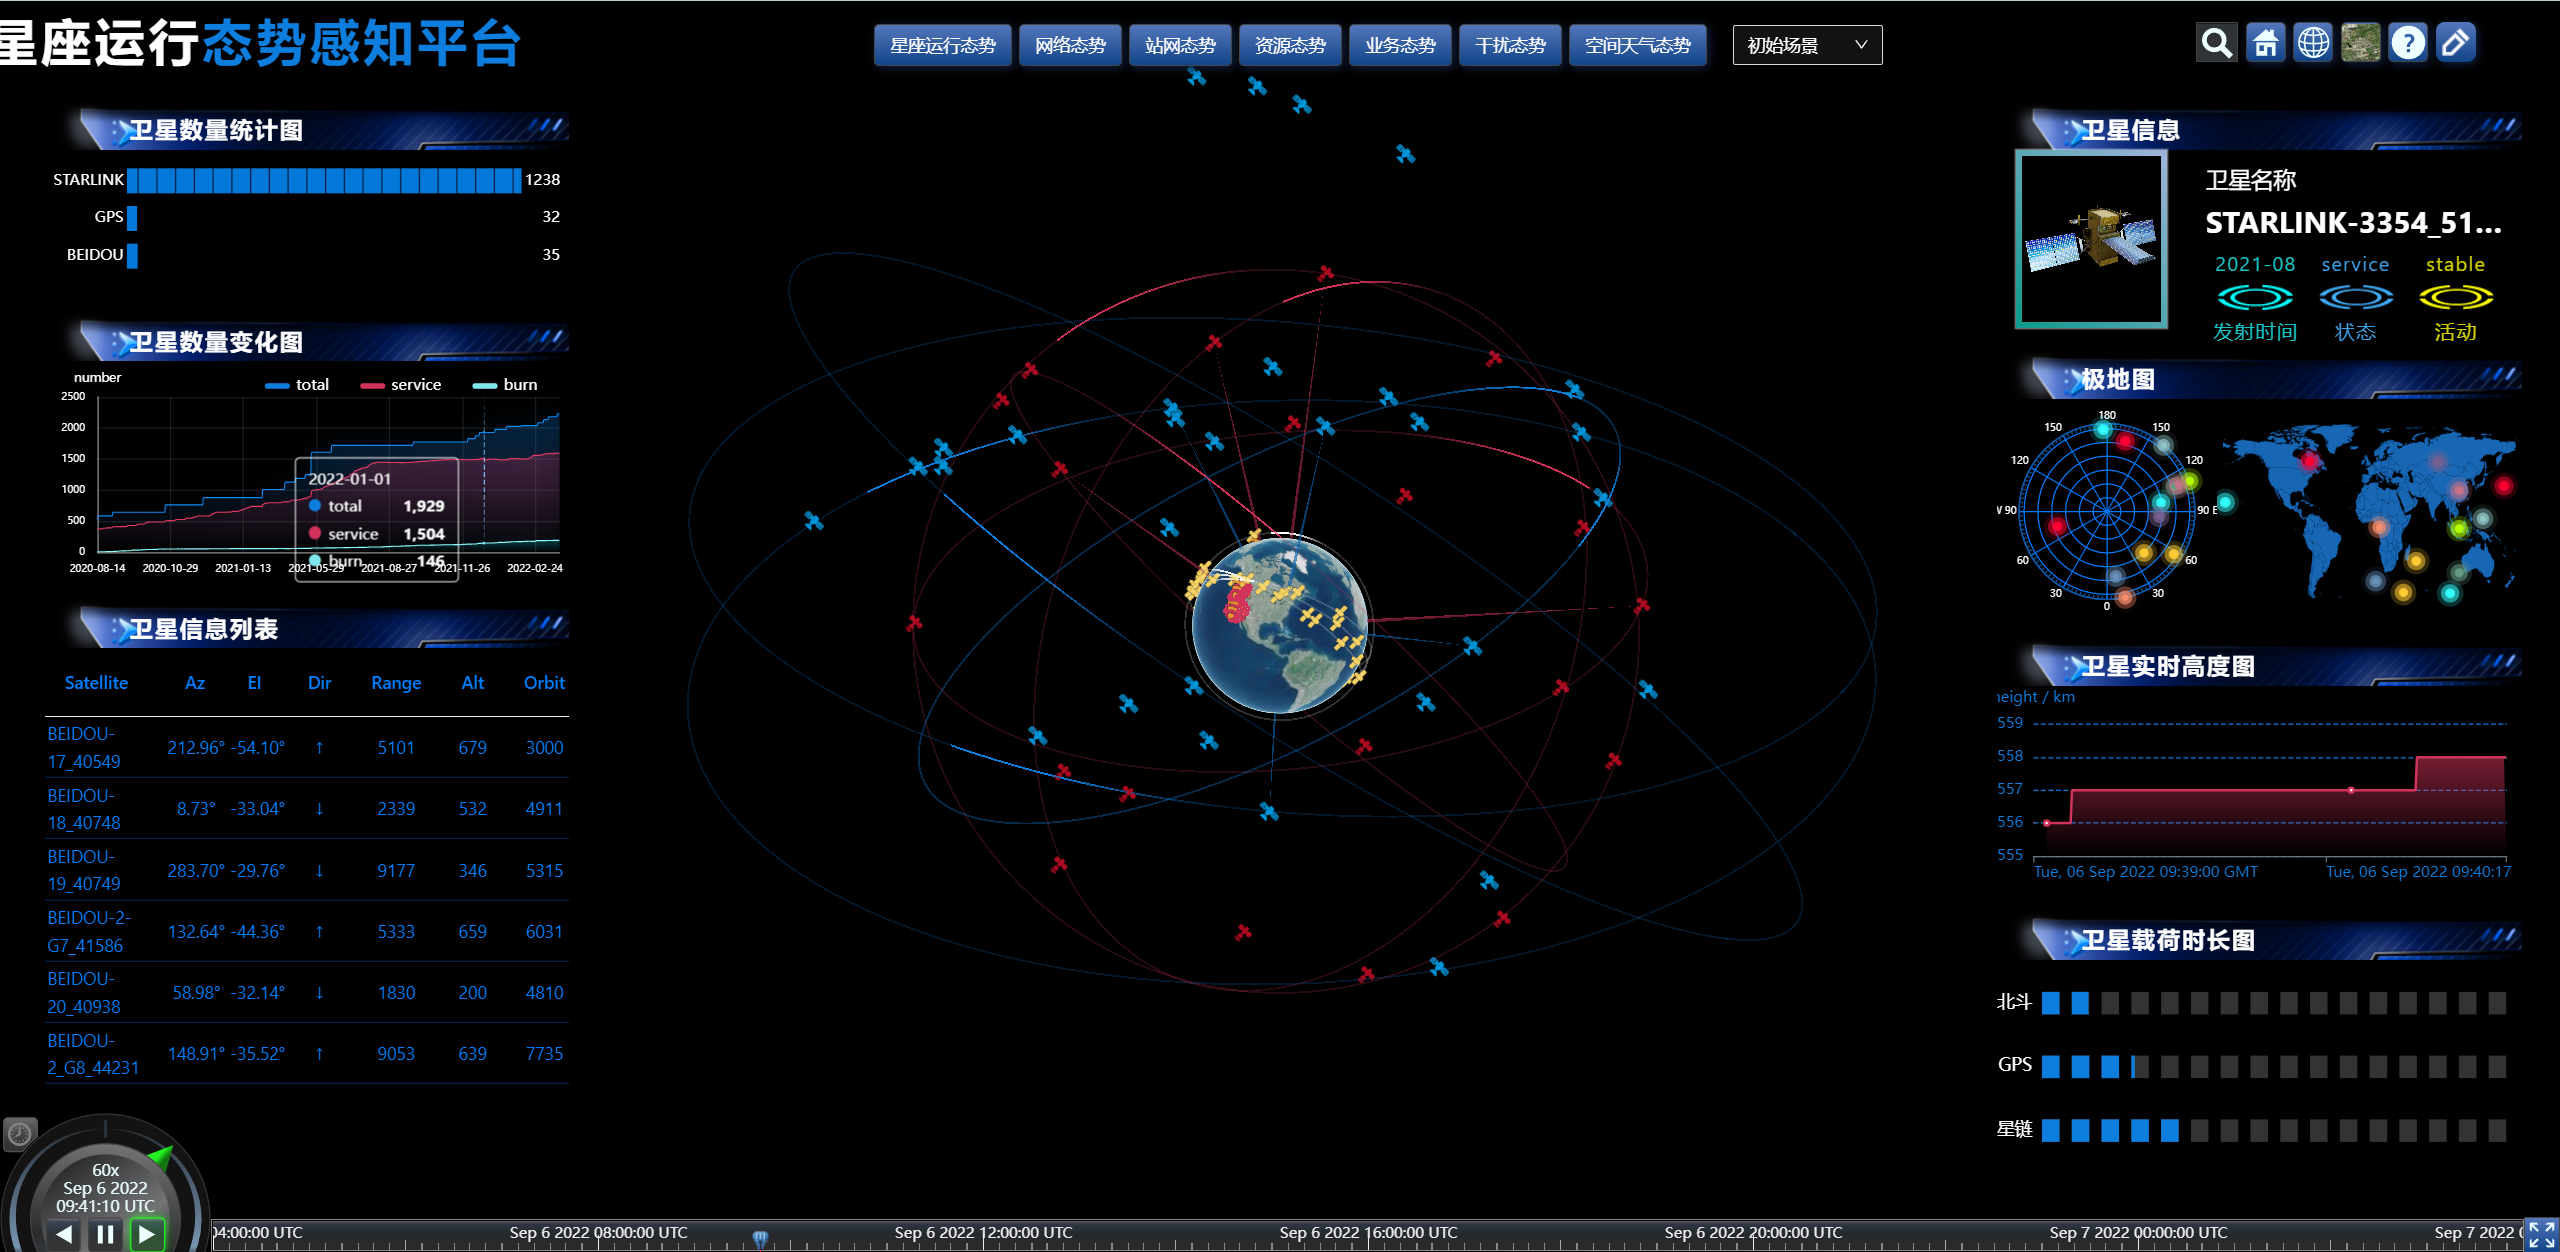 星座运行态势感知平台
星座运行态势 网络态势 站网态势 资源态势 业务态势 干扰态势 空间天气态势 初始场景
卫星数量统计图
STARLINK 1238
GPS 32
BEIDOU 35
卫星数量变化图
number
total service burn
2500
2000
1500
1000
500
0
2022-01-01
total 1,929
service 1,504
burn 146
2020-08-14 2020-10-29 2021-01-13 2021-05-29 2021-08-27 2021-11-26 2022-02-24
卫星信息列表
Satellite Az El Dir Range Alt Orbit
BEIDOU-
17_40549 212.96° -54.10° ↑ 5101 679 3000
BEIDOU-
18_40748 8.73° -33.04° ↓ 2339 532 4911
BEIDOU-
19_40749 283.70° -29.76° ↓ 9177 346 5315
BEIDOU-2-
G7_41586 132.64° -44.36° ↑ 5333 659 6031
BEIDOU-
20_40938 58.98° -32.14° ↓ 1830 200 4810
BEIDOU-
2_G8_44231 148.91° -35.52° ↑ 9053 639 7735
卫星信息
卫星名称
STARLINK-3354_51...
2021-08 service stable
发射时间 状态 活动
极地图
180
150 150
120 120
W 90 90 E
60 60
30 30
0
卫星实时高度图
height / km
559
558
557
556
555
Tue, 06 Sep 2022 09:39:00 GMT Tue, 06 Sep 2022 09:40:17
卫星载荷时长图
北斗
GPS
星链
60x
Sep 6 2022
09:41:10 UTC
04:00:00 UTC Sep 6 2022 08:00:00 UTC Sep 6 2022 12:00:00 UTC Sep 6 2022 16:00:00 UTC Sep 6 2022 20:00:00 UTC Sep 7 2022 00:00:00 UTC Sep 7 2022